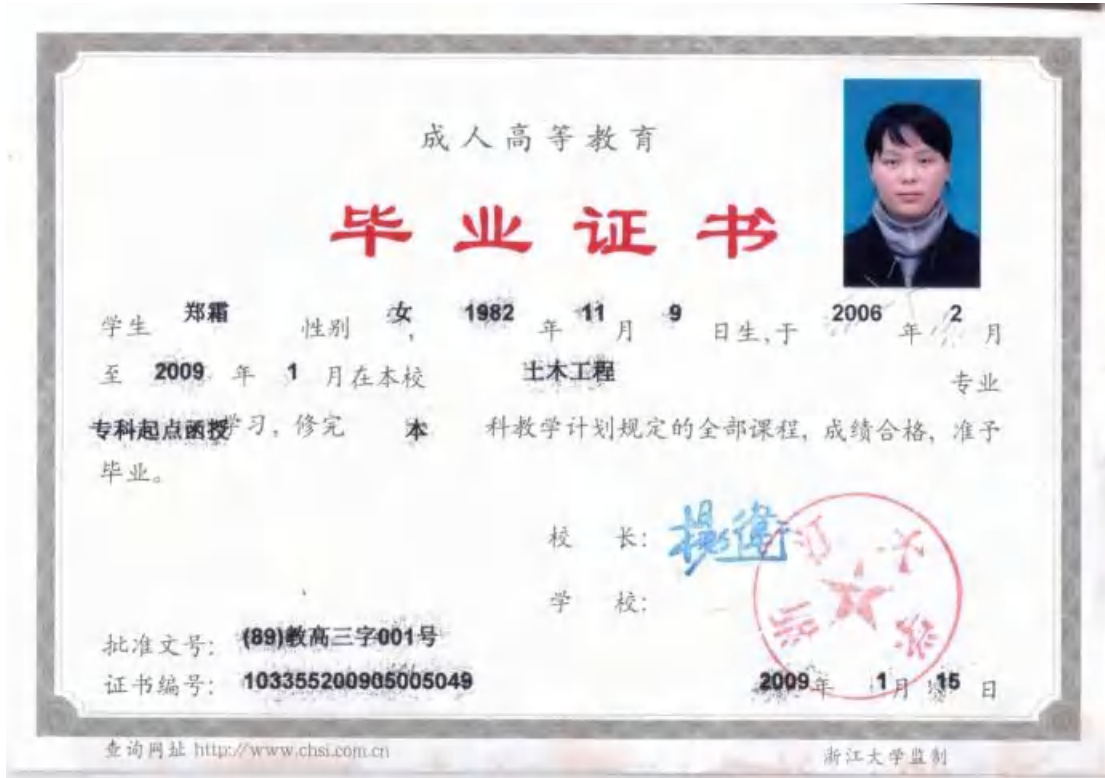 成人高等教育
毕业证书
学生 郑霜 性别 女, 1982 年 11 月 9 日生,于 2006 年 2 月
至 2009 年 1 月在本校 土木工程 专业
专科起点函授学习, 修完 本 科教学计划规定的全部课程, 成绩合格, 准予
毕业。
校 长: 杨卫
学 校:
浙江大学
批准文号: (89)教高三字001号
证书编号: 103355200905005049
2009 年 1 月 15 日
查询网址 http://www.chsi.com.cn
浙江大学监制